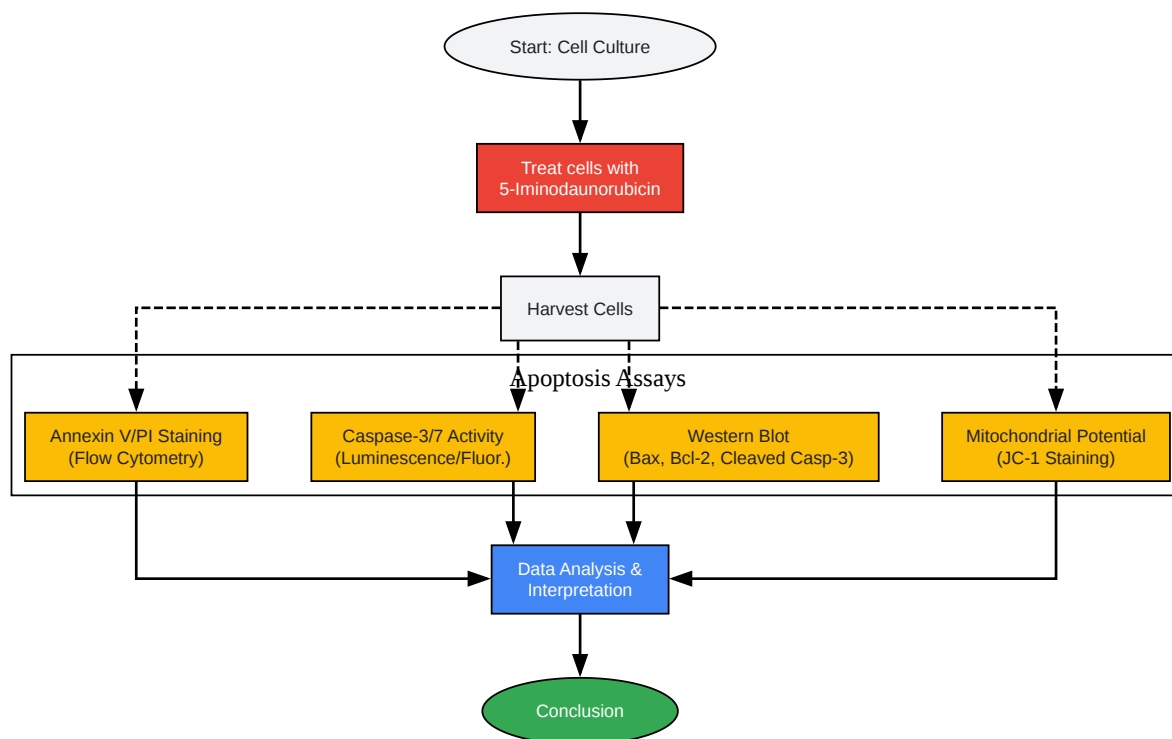 Start: Cell Culture
Treat cells with
5-Iminodaunorubicin
Harvest Cells
Apoptosis Assays
Annexin V/PI Staining
(Flow Cytometry)
Caspase-3/7 Activity
(Luminescence/Fluor.)
Western Blot
(Bax, Bcl-2, Cleaved Casp-3)
Mitochondrial Potential
(JC-1 Staining)
Data Analysis &
Interpretation
Conclusion